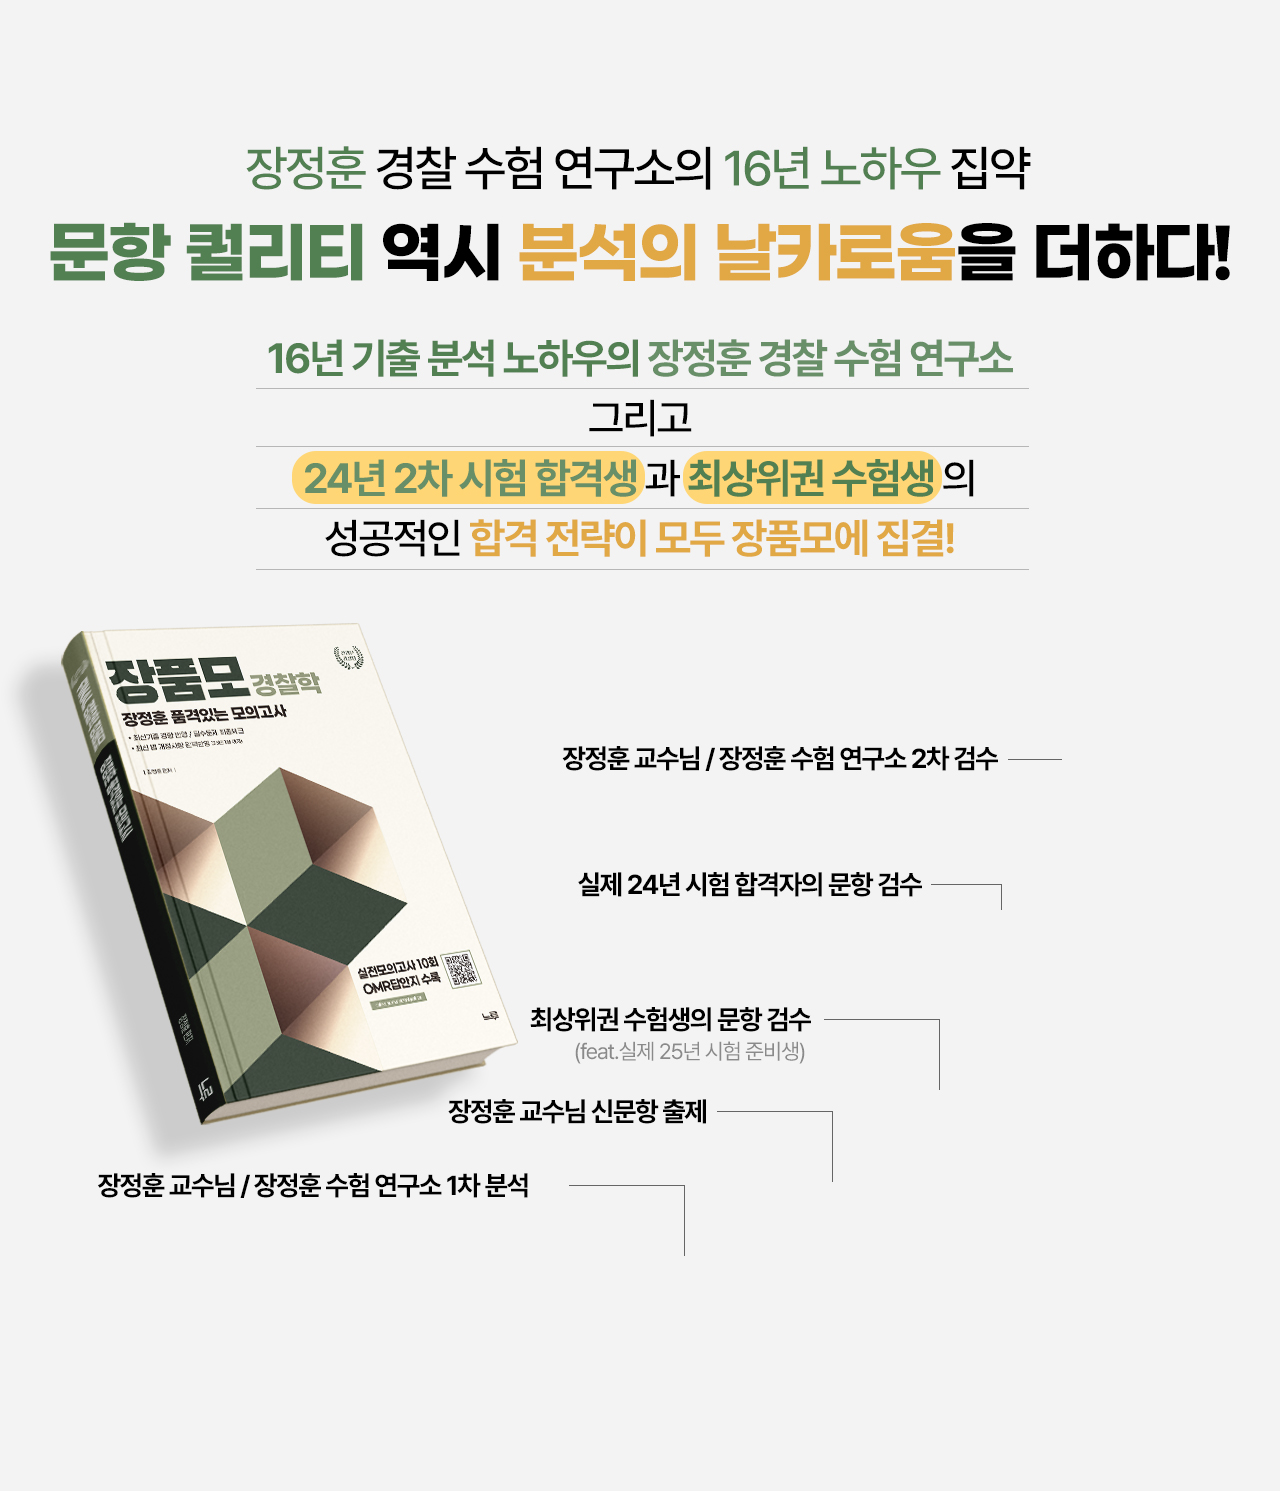 장정훈 경찰 수험 연구소의 16년 노하우 집약
문항 퀄리티 역시 분석의 날카로움을 더하다!
16년 기출 분석 노하우의 장정훈 경찰 수험 연구소
그리고
24년 2차 시험 합격생과 최상위권 수험생의
성공적인 합격 전략이 모두 장품모에 집결!
장품모 경찰학
장정훈 품격있는 모의고사
장정훈 교수님 / 장정훈 수험 연구소 2차 검수
실제 24년 시험 합격자의 문항 검수
실전모의고사 10회
OMR답안지 수록
느루
최상위권 수험생의 문항 검수
(feat.실제 25년 시험 준비생)
장정훈 교수님 신문항 출제
장정훈 교수님 / 장정훈 수험 연구소 1차 분석